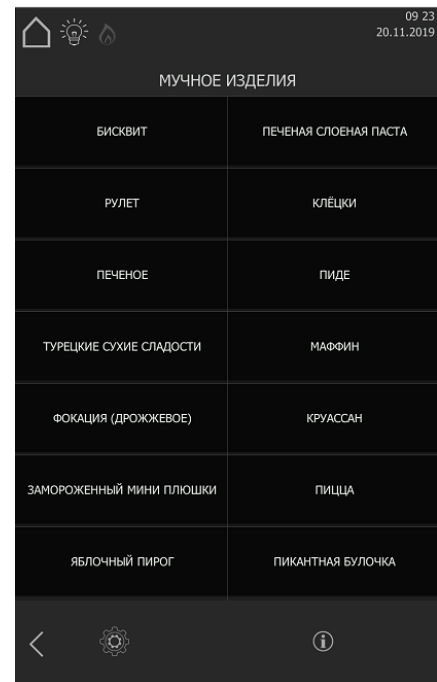 09 23
20.11.2019
МУЧНОЕ ИЗДЕЛИЯ
БИСКВИТ
ПЕЧЕНАЯ СЛОЕНАЯ ПАСТА
РУЛЕТ
КЛЁЦКИ
ПЕЧЕНОЕ
ПИДЕ
ТУРЕЦКИЕ СУХИЕ СЛАДОСТИ
МАФФИН
ФОКАЦИЯ (ДРОЖЖЕВОЕ)
КРУАССАН
ЗАМОРОЖЕННЫЙ МИНИ ПЛЮШКИ
ПИЦЦА
ЯБЛОЧНЫЙ ПИРОГ
ПИКАНТНАЯ БУЛОЧКА